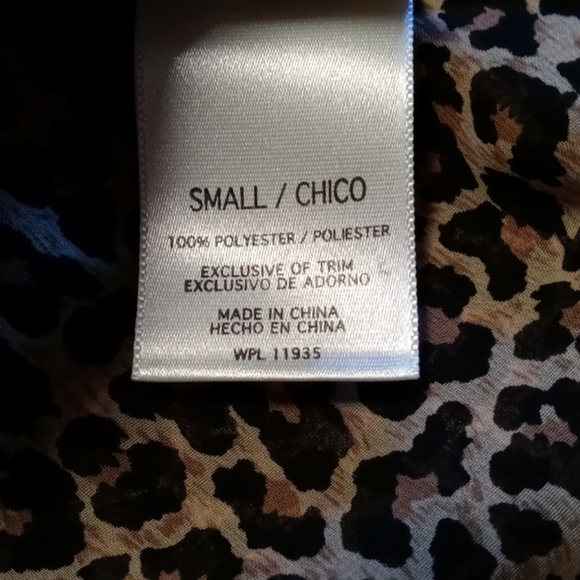 SMALL / CHICO
100% POLYESTER / POLIESTER
EXCLUSIVE OF TRIM
EXCLUSIVO DE ADORNO
MADE IN CHINA
HECHO EN CHINA
WPL 11935